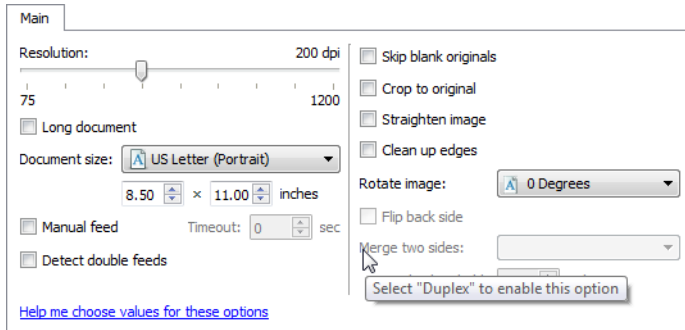 Main
Resolution: 200 dpi
75 1200
Long document
Document size: US Letter (Portrait)
8.50 × 11.00 inches
Manual feed Timeout: 0 sec
Detect double feeds
Help me choose values for these options
Skip blank originals
Crop to original
Straighten image
Clean up edges
Rotate image: 0 Degrees
Flip back side
Merge two sides:
Select "Duplex" to enable this option